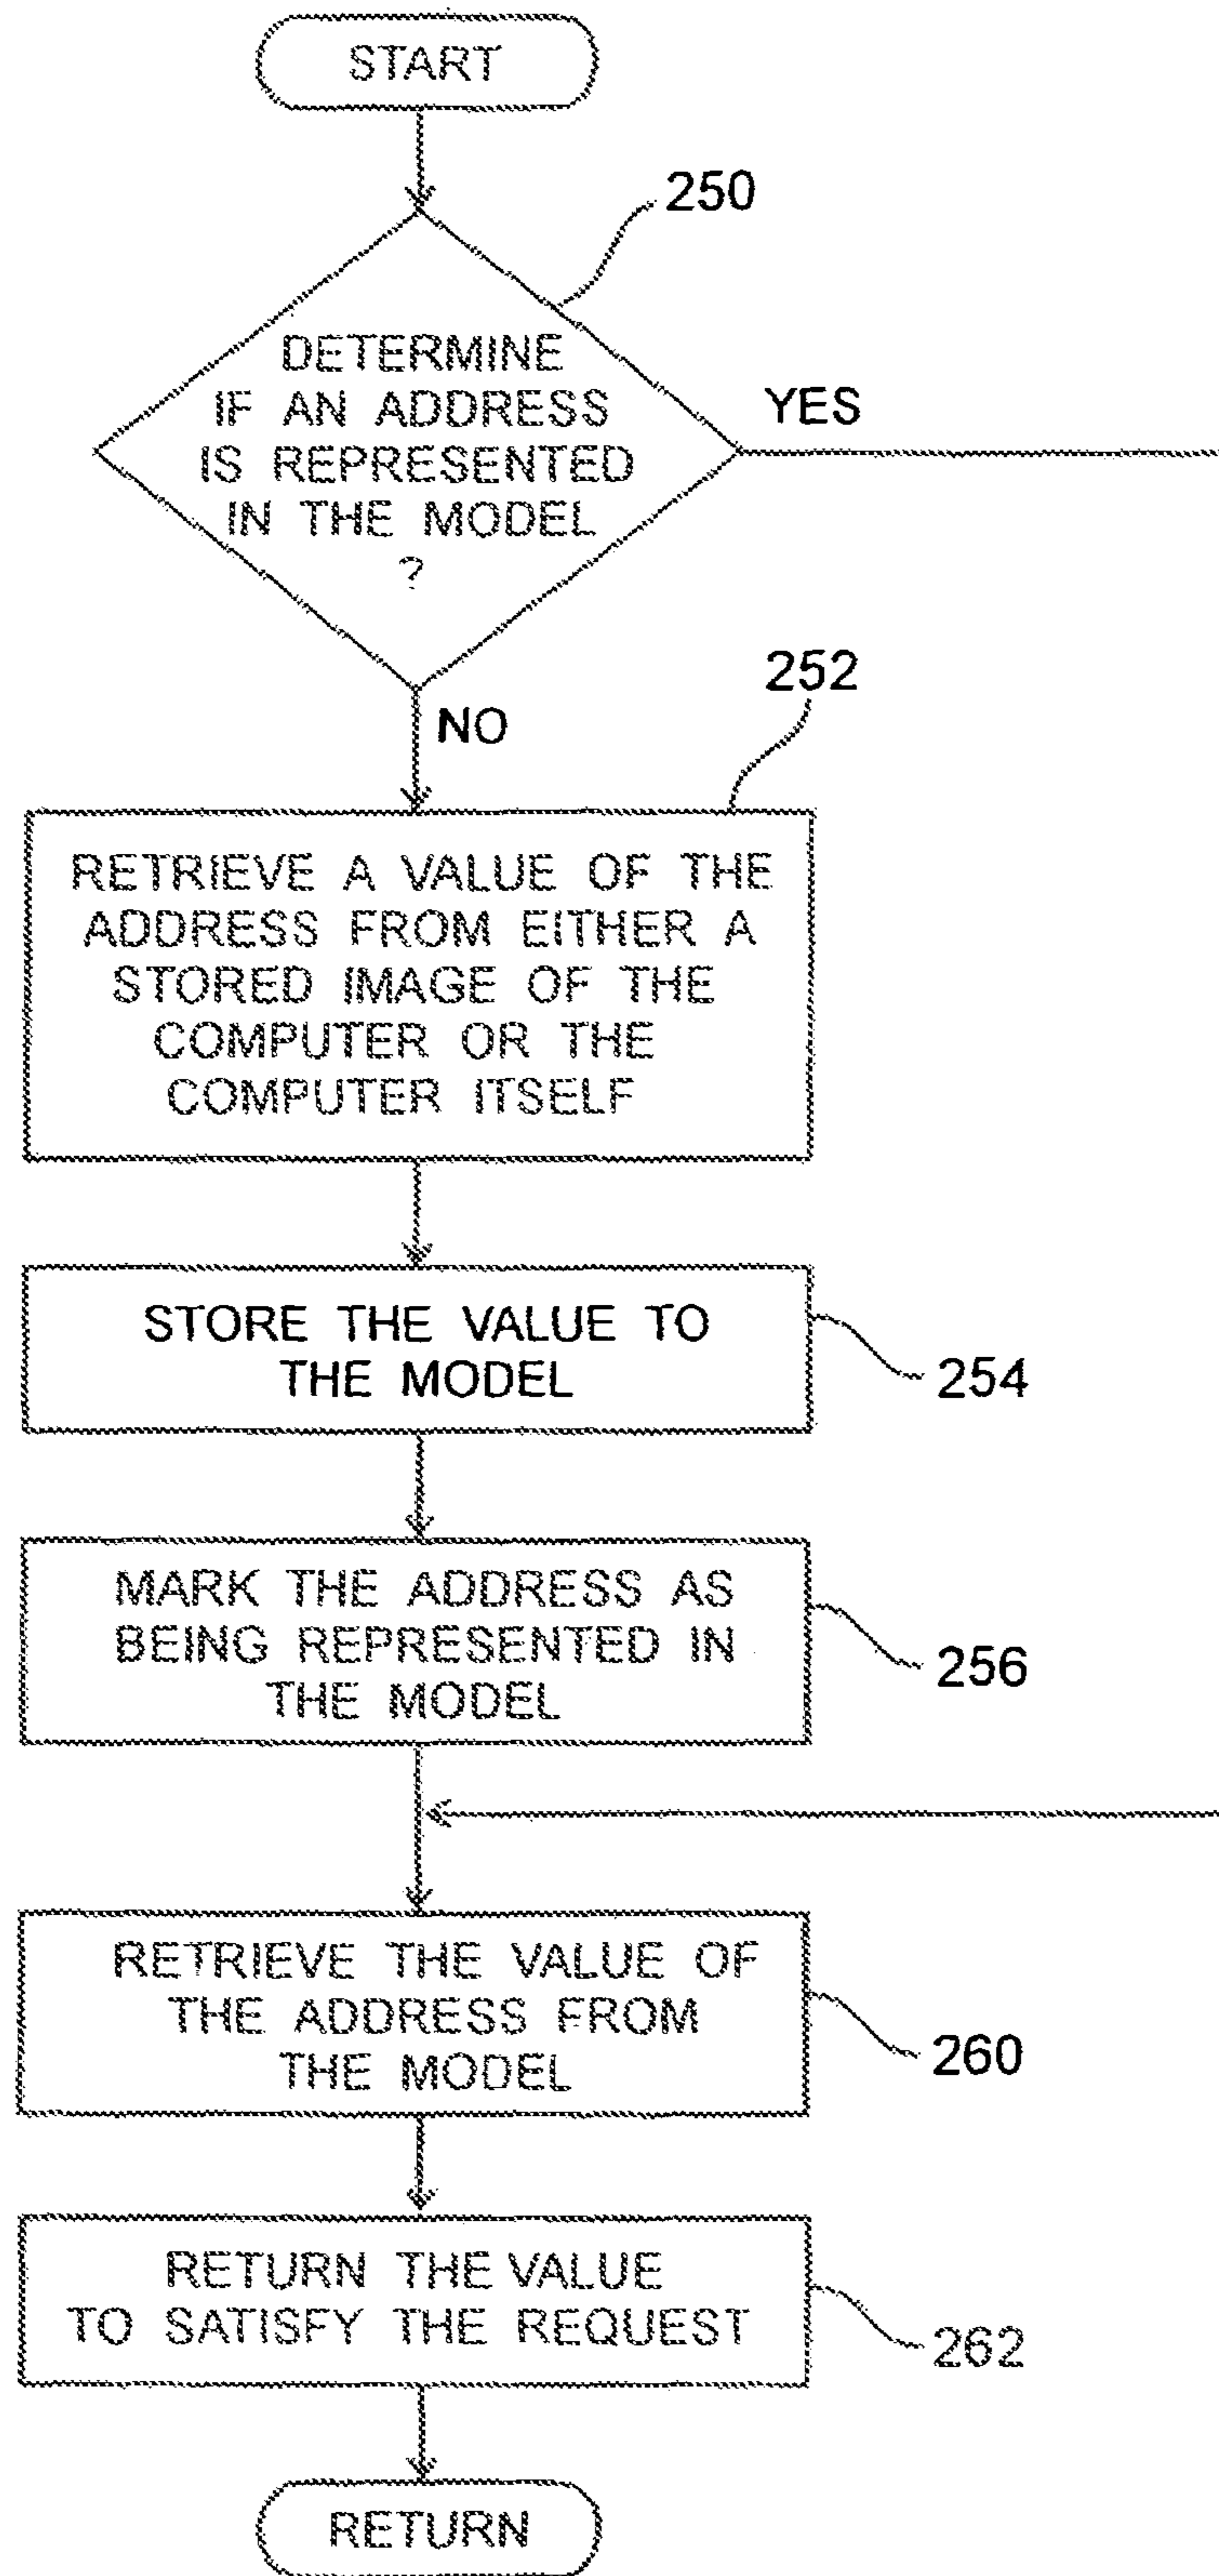 START
250
DETERMINE
IF AN ADDRESS
IS REPRESENTED
IN THE MODEL
?
YES
NO
252
RETRIEVE A VALUE OF THE
ADDRESS FROM EITHER A
STORED IMAGE OF THE
COMPUTER OR THE
COMPUTER ITSELF
STORE THE VALUE TO
THE MODEL
254
MARK THE ADDRESS AS
BEING REPRESENTED IN
THE MODEL
256
RETRIEVE THE VALUE OF
THE ADDRESS FROM
THE MODEL
260
RETURN THE VALUE
TO SATISFY THE REQUEST
262
RETURN